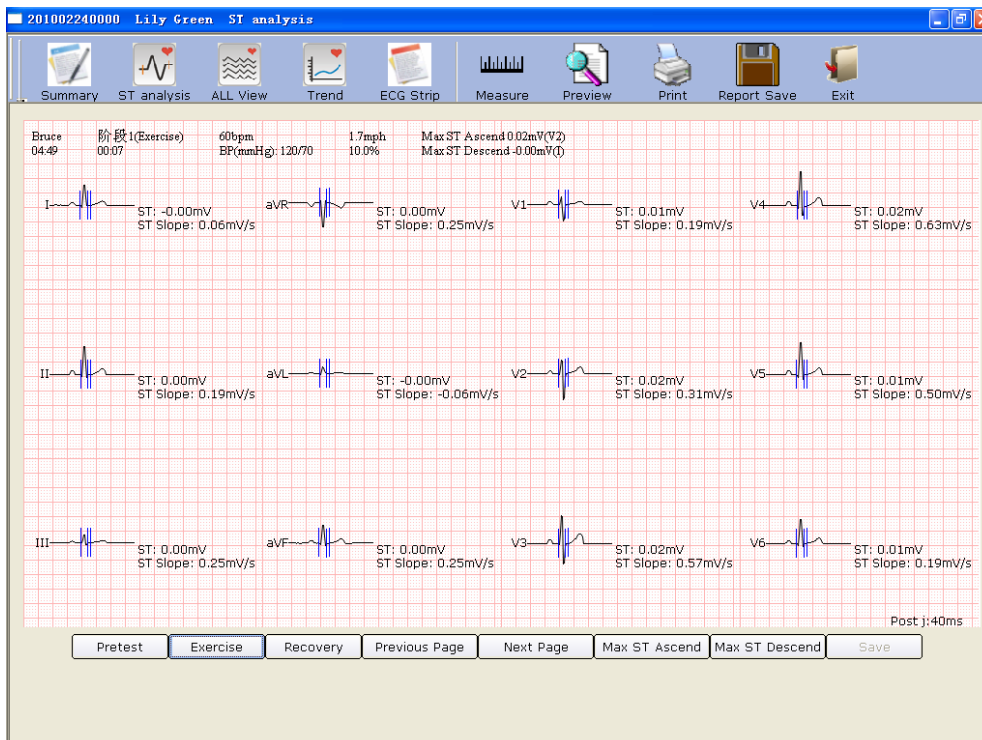 201002240000 Lily Green ST analysis
Summary ST analysis ALL View Trend ECG Strip Measure Preview Print Report Save Exit
Bruce 阶段1(Exercise) 60bpm 1.7mph Max ST Ascend 0.02mV(V2)
04:49 00:07 BP(mmHg): 120/70 10.0% Max ST Descend -0.00mV(I)
I ST: -0.00mV aVR ST: 0.00mV V1 ST: 0.01mV V4 ST: 0.02mV
ST Slope: 0.06mV/s ST Slope: 0.25mV/s ST Slope: 0.19mV/s ST Slope: 0.63mV/s
II ST: 0.00mV aVL ST: -0.00mV V2 ST: 0.02mV V5 ST: 0.01mV
ST Slope: 0.19mV/s ST Slope: -0.06mV/s ST Slope: 0.31mV/s ST Slope: 0.50mV/s
III ST: 0.00mV aVF ST: 0.00mV V3 ST: 0.02mV V6 ST: 0.01mV
ST Slope: 0.25mV/s ST Slope: 0.25mV/s ST Slope: 0.57mV/s ST Slope: 0.19mV/s
Post j:40ms
Pretest Exercise Recovery Previous Page Next Page Max ST Ascend Max ST Descend Save